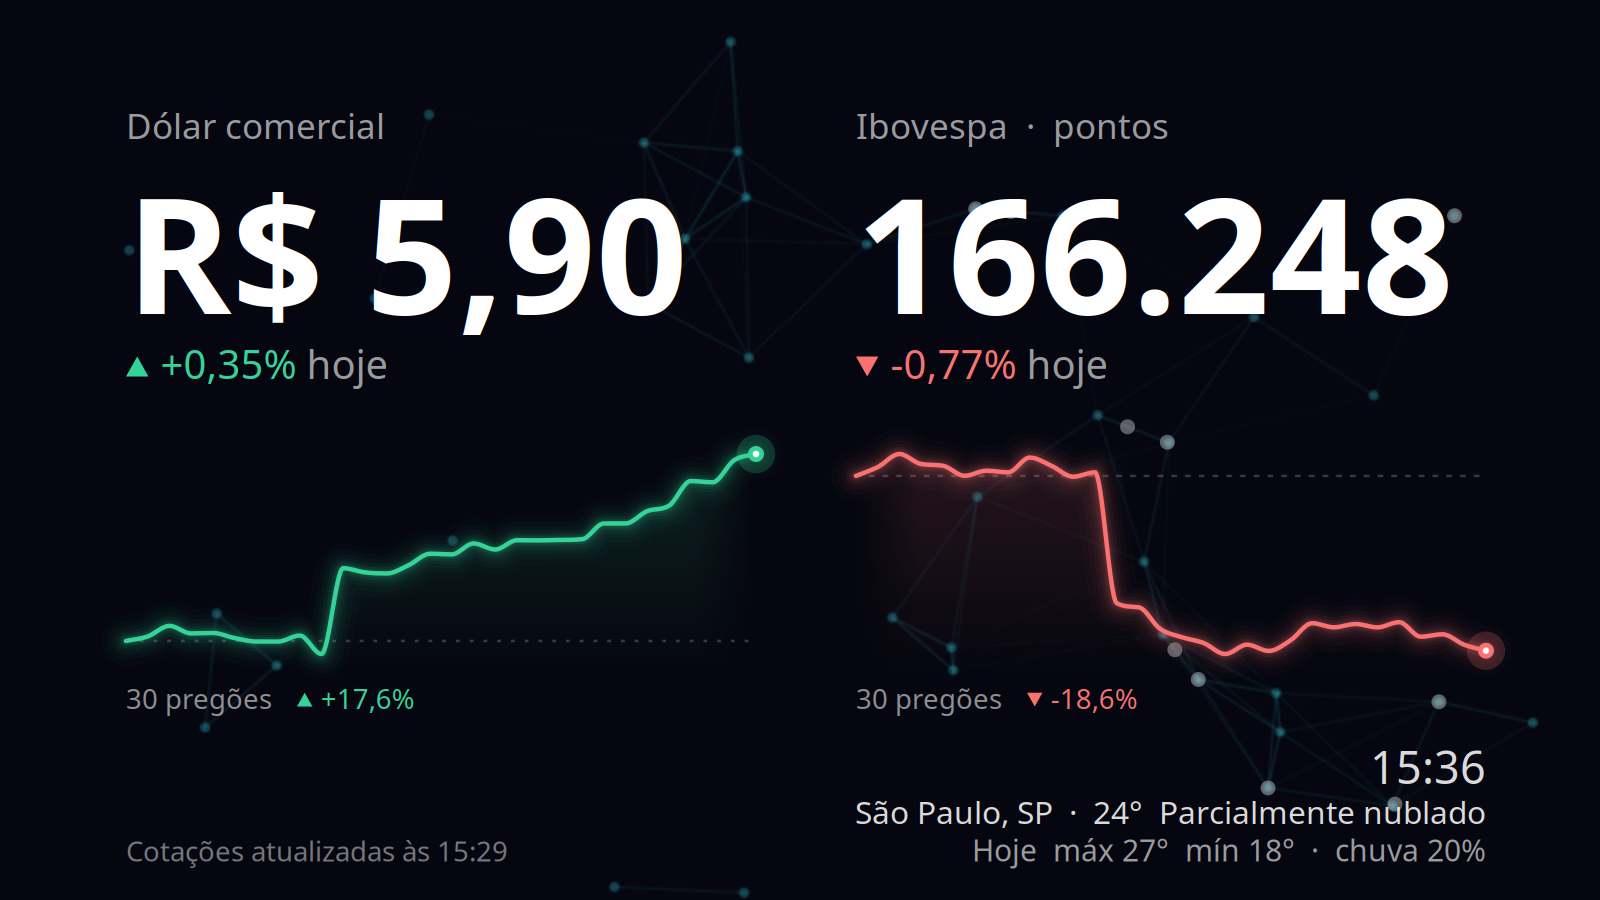 Dólar comercial
R$ 5,90
▲ +0,35% hoje
30 pregões ▲ +17,6%
Ibovespa · pontos
166.248
▼ -0,77% hoje
30 pregões ▼ -18,6%
15:36
São Paulo, SP · 24° Parcialmente nublado
Hoje máx 27° mín 18° · chuva 20%
Cotações atualizadas às 15:29